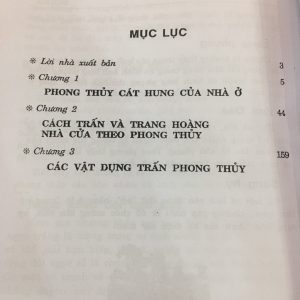 MỤC LỤC
❊ Lời nhà xuất bản 3
❊ Chương 1 5
PHONG THỦY CÁT HUNG CỦA NHÀ Ở
❊ Chương 2 44
CÁCH TRẤN VÀ TRANG HOÀNG
NHÀ CỬA THEO PHONG THỦY
❊ Chương 3 159
CÁC VẬT DỤNG TRẤN PHONG THỦY